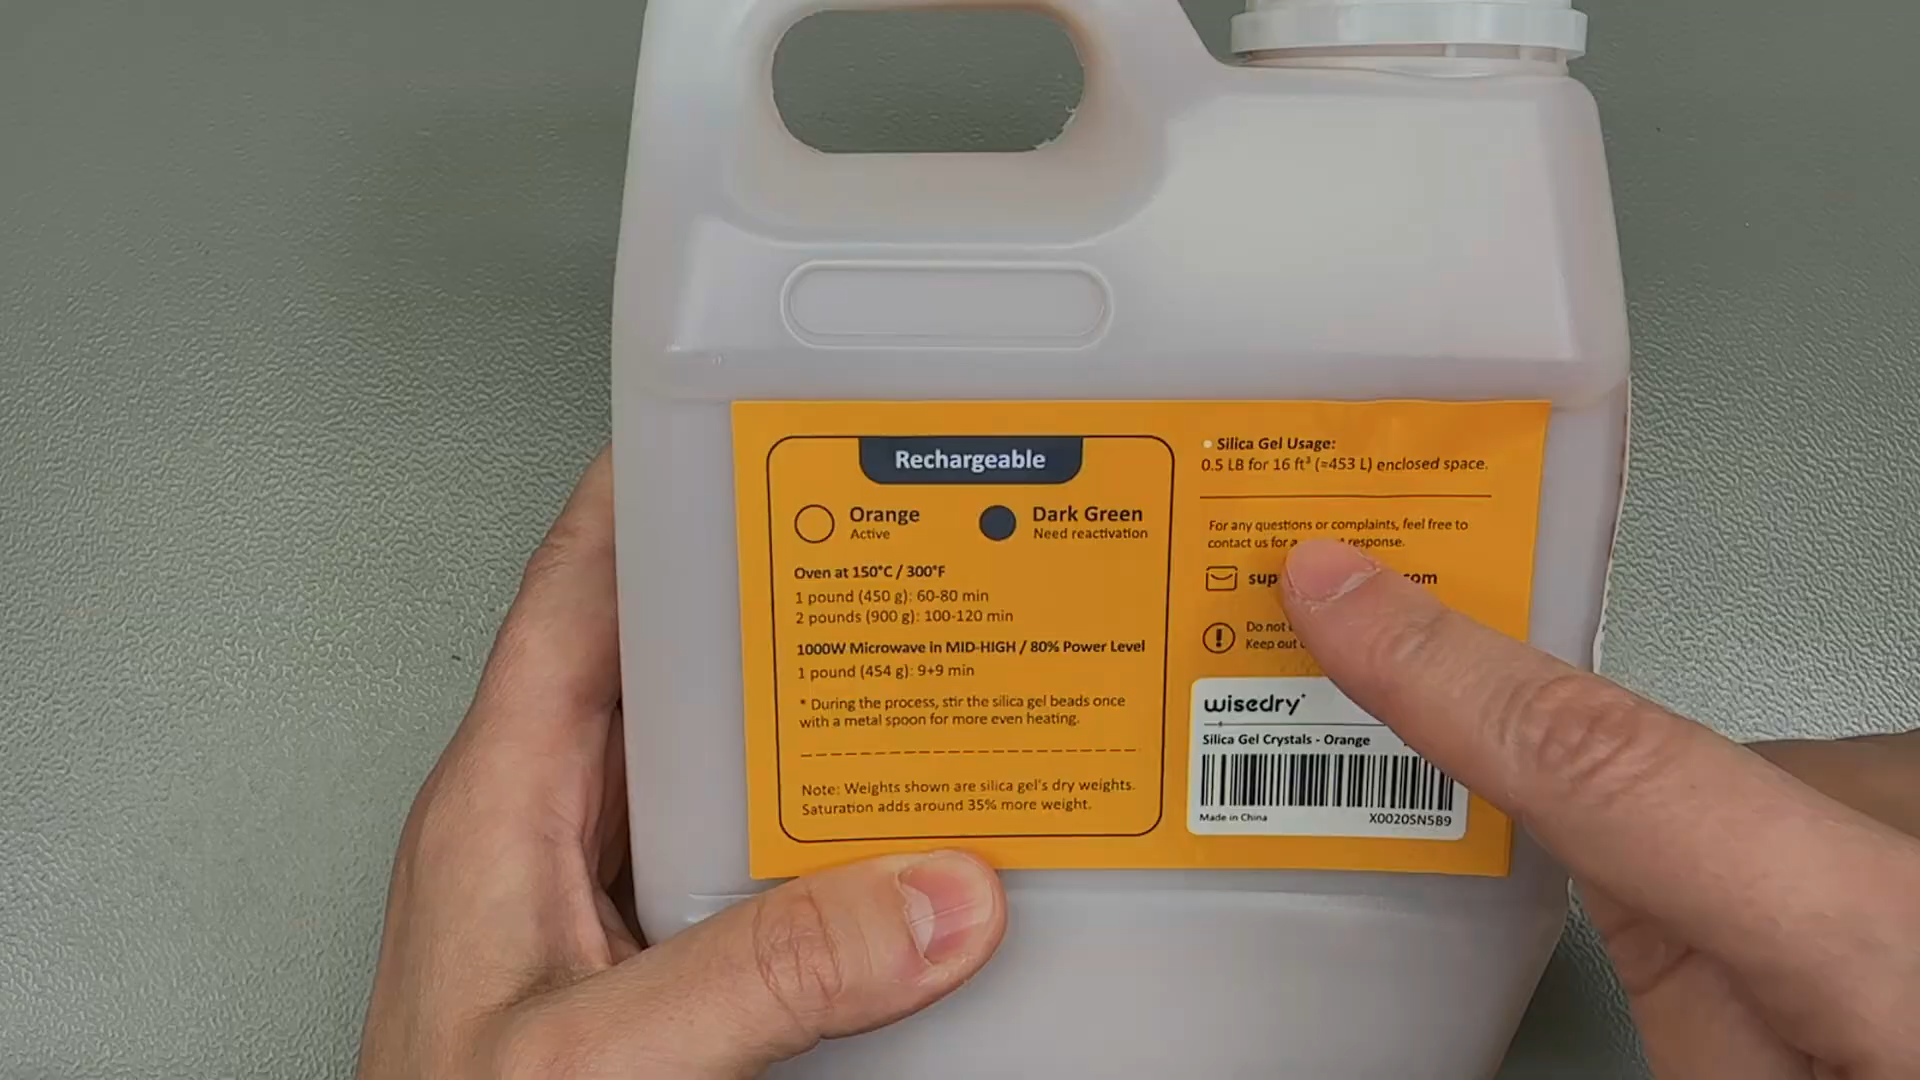 Rechargeable
Orange
Active
Dark Green
Need reactivation
Oven at 150°C / 300°F
1 pound (450 g): 60-80 min
2 pounds (900 g): 100-120 min
1000W Microwave in MID-HIGH / 80% Power Level
1 pound (454 g): 9+9 min
* During the process, stir the silica gel beads once
with a metal spoon for more even heating.
Note: Weights shown are silica gel's dry weights.
Saturation adds around 35% more weight.
• Silica Gel Usage:
0.5 LB for 16 ft³ (≈453 L) enclosed space.
For any questions or complaints, feel free to
contact us for a response.
Do not
Keep out
wisedry
Silica Gel Crystals - Orange
Made in China
X0020SN5B9